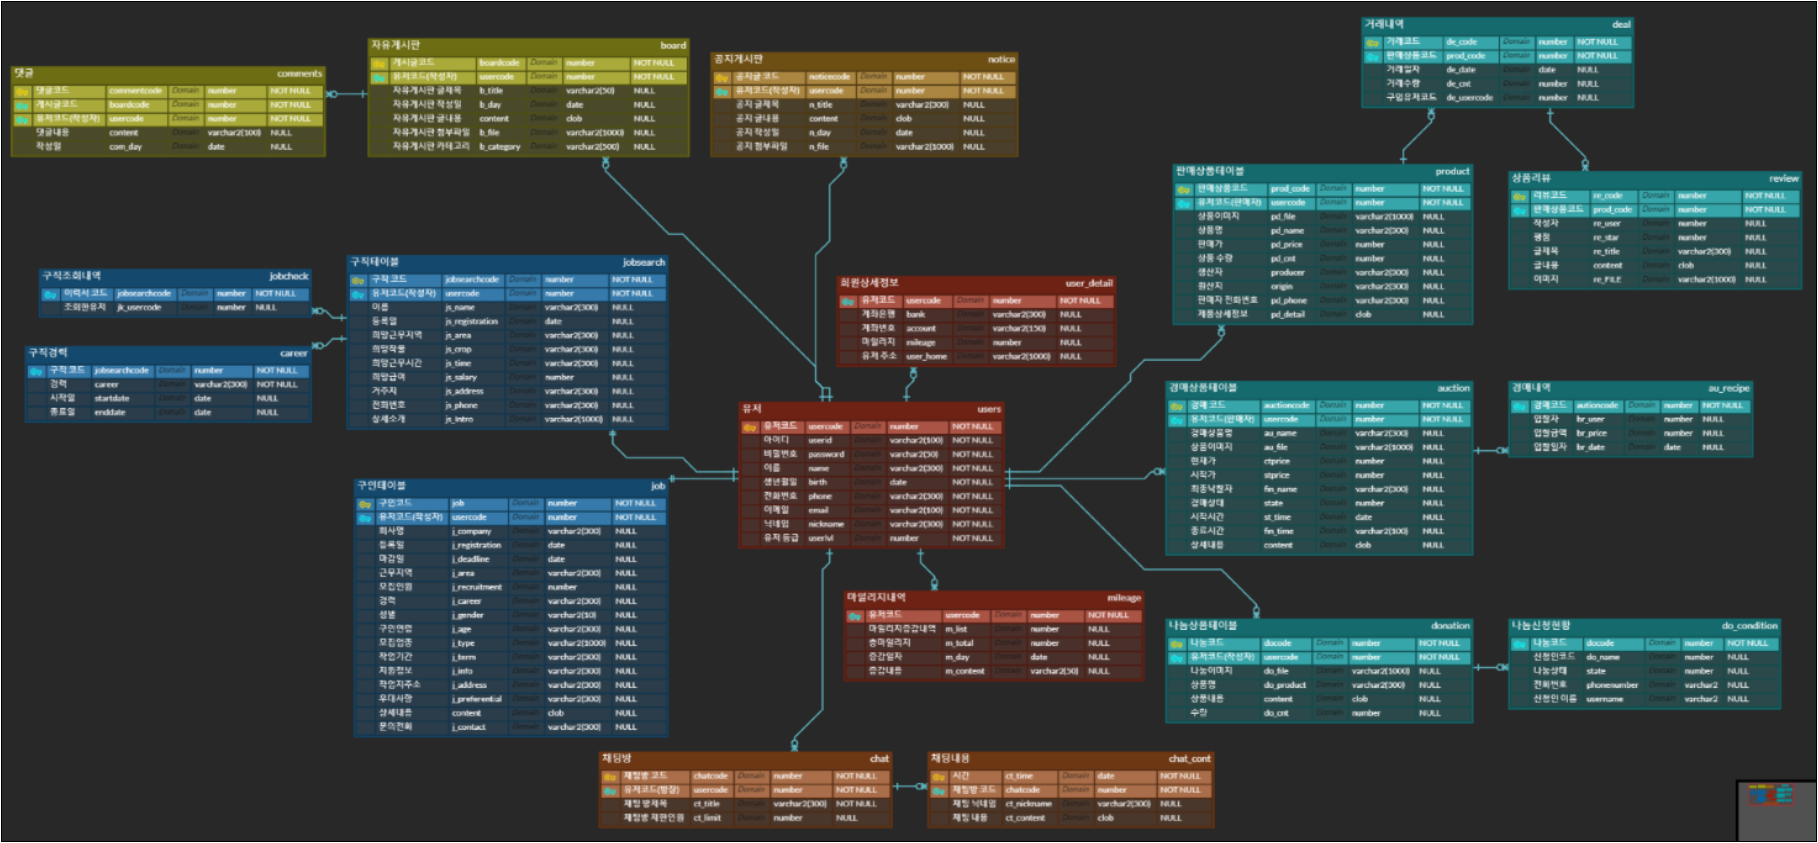 자유게시판 board
게시글코드 boardcode Domain number NOT NULL
유저코드(작성자) usercode Domain number NOT NULL
자유게시판 글제목 b_title Domain varchar2(50) NULL
자유게시판 작성일 b_day Domain date NULL
자유게시판 글내용 content Domain clob NULL
자유게시판 첨부파일 b_file Domain varchar2(1000) NULL
자유게시판 카테고리 b_category Domain varchar2(500) NULL
댓글 comments
댓글코드 commentcode Domain number NOT NULL
게시글코드 boardcode Domain number NOT NULL
유저코드(작성자) usercode Domain number NOT NULL
댓글내용 content Domain varchar2(100) NULL
작성일 com_day Domain date NULL
공지게시판 notice
공지글코드 noticecode Domain number NOT NULL
유저코드(작성자) usercode Domain number NOT NULL
공지 글제목 n_title Domain varchar2(300) NULL
공지 글내용 content Domain clob NULL
공지 작성일 n_day Domain date NULL
공지 첨부파일 n_file Domain varchar2(1000) NULL
거래내역 deal
거래코드 de_code Domain number NOT NULL
판매상품코드 prod_code Domain number NOT NULL
거래일자 de_date Domain date NULL
거래수량 de_cnt Domain number NULL
구입유저코드 de_usercode Domain number NULL
판매상품테이블 product
판매상품코드 prod_code Domain number NOT NULL
유저코드(판매자) usercode Domain number NOT NULL
상품이미지 pd_file Domain varchar2(1000) NULL
상품명 pd_name Domain varchar2(300) NULL
판매가 pd_price Domain number NULL
상품 수량 pd_cnt Domain number NULL
생산자 producer Domain varchar2(300) NULL
원산지 origin Domain varchar2(300) NULL
판매자 전화번호 pd_phone Domain varchar2(300) NULL
제품상세정보 pd_detail Domain clob NULL
상품리뷰 review
리뷰코드 re_code Domain number NOT NULL
판매상품코드 prod_code Domain number NOT NULL
작성자 re_user Domain number NULL
평점 re_star Domain number NULL
글제목 re_title Domain varchar2(300) NULL
글내용 content Domain clob NULL
이미지 re_FILE Domain varchar2(1000) NULL
구직조회내역 jobcheck
이력서코드 jobsearchcode Domain number NOT NULL
조회한유저 jk_usercode Domain number NULL
구직경력 career
구직코드 jobsearchcode Domain number NOT NULL
경력 career Domain varchar2(300) NULL
시작일 startdate Domain date NULL
종료일 enddate Domain date NULL
구직테이블 jobsearch
구직코드 jobsearchcode Domain number NOT NULL
유저코드(작성자) usercode Domain number NOT NULL
이름 js_name Domain varchar2(300) NULL
등록일 js_registration Domain date NULL
희망근무지역 js_area Domain varchar2(300) NULL
희망작물 js_crop Domain varchar2(300) NULL
희망근무시간 js_time Domain varchar2(300) NULL
희망급여 js_salary Domain number NULL
거주지 js_address Domain varchar2(300) NULL
전화번호 js_phone Domain varchar2(300) NULL
상세소개 js_intro Domain varchar2(1000) NULL
회원상세정보 user_detail
유저코드 usercode Domain number NOT NULL
계좌은행 bank Domain varchar2(300) NULL
계좌번호 account Domain varchar2(150) NULL
마일리지 mileage Domain number NULL
유저 주소 user_home Domain varchar2(1000) NULL
유저 users
유저코드 usercode Domain number NOT NULL
아이디 userid Domain varchar2(100) NOT NULL
비밀번호 password Domain varchar2(50) NOT NULL
이름 name Domain varchar2(300) NOT NULL
생년월일 birth Domain date NOT NULL
전화번호 phone Domain varchar2(300) NOT NULL
이메일 email Domain varchar2(100) NOT NULL
닉네임 nickname Domain varchar2(300) NOT NULL
유저 등급 userlvl Domain number NOT NULL
경매상품테이블 auction
경매코드 auctioncode Domain number NOT NULL
유저코드(판매자) usercode Domain number NOT NULL
경매상품명 au_name Domain varchar2(300) NULL
상품이미지 au_file Domain varchar2(1000) NULL
현재가 ctprice Domain number NULL
시작가 stprice Domain number NULL
최종낙찰자 fin_name Domain varchar2(300) NULL
경매상태 state Domain number NULL
시작시간 st_time Domain date NULL
종료시간 fin_time Domain varchar2(100) NULL
상세내용 content Domain clob NULL
경매내역 au_recipe
경매코드 autioncode Domain number NOT NULL
입찰자 br_user Domain number NULL
입찰금액 br_price Domain number NULL
입찰일자 br_date Domain date NULL
구인테이블 job
구인코드 job Domain number NOT NULL
유저코드(작성자) usercode Domain number NOT NULL
회사명 j_company Domain varchar2(300) NULL
등록일 j_registration Domain date NULL
마감일 j_deadline Domain date NULL
근무지역 j_area Domain varchar2(300) NULL
모집인원 j_recruitment Domain number NULL
경력 j_career Domain varchar2(300) NULL
성별 j_gender Domain varchar2(10) NULL
구인연령 j_age Domain varchar2(300) NULL
모집업종 j_type Domain varchar2(1000) NULL
작업기간 j_term Domain varchar2(300) NULL
지원정보 j_info Domain varchar2(300) NULL
작업지주소 j_address Domain varchar2(300) NULL
우대사항 j_preferential Domain varchar2(300) NULL
상세내용 content Domain clob NULL
문의전화 j_contact Domain varchar2(300) NULL
마일리지내역 mileage
유저코드 usercode Domain number NOT NULL
마일리지증감내역 m_list Domain number NULL
총마일리지 m_total Domain number NULL
증감일자 m_day Domain date NULL
증감내용 m_content Domain varchar2(50) NULL
나눔상품테이블 donation
나눔코드 docode Domain number NOT NULL
유저코드(작성자) usercode Domain number NOT NULL
나눔이미지 do_file Domain varchar2(1000) NULL
상품명 do_product Domain varchar2(300) NULL
상품내용 content Domain clob NULL
수량 do_cnt Domain number NULL
나눔신청현황 do_condition
나눔코드 docode Domain number NOT NULL
신청인코드 do_name Domain number NULL
나눔상태 state Domain number NULL
전화번호 phonenumber Domain varchar2 NULL
신청인 이름 username Domain varchar2 NULL
채팅방 chat
채팅방 코드 chatcode Domain number NOT NULL
유저코드(방장) usercode Domain number NOT NULL
채팅 방제목 ct_title Domain varchar2(300) NULL
채팅방 제한인원 ct_limit Domain number NULL
채팅내용 chat_cont
시간 ct_time Domain date NULL
채팅방 코드 chatcode Domain number NOT NULL
채팅 닉네임 ct_nickname Domain varchar2(300) NULL
채팅 내용 ct_content Domain clob NULL